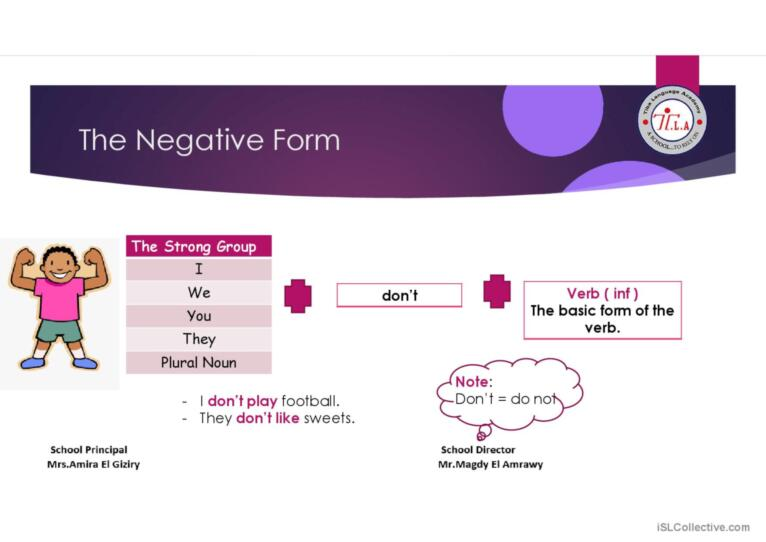 The Negative Form
Tiba Language Academy
T.L.A
A SCHOOL...TO RELY ON
The Strong Group
I
We
You
They
Plural Noun
don't
Verb ( inf )
The basic form of the
verb.
- I don't play football.
- They don't like sweets.
Note:
Don't = do not
School Principal
Mrs.Amira El Giziry
School Director
Mr.Magdy El Amrawy
iSLCollective.com